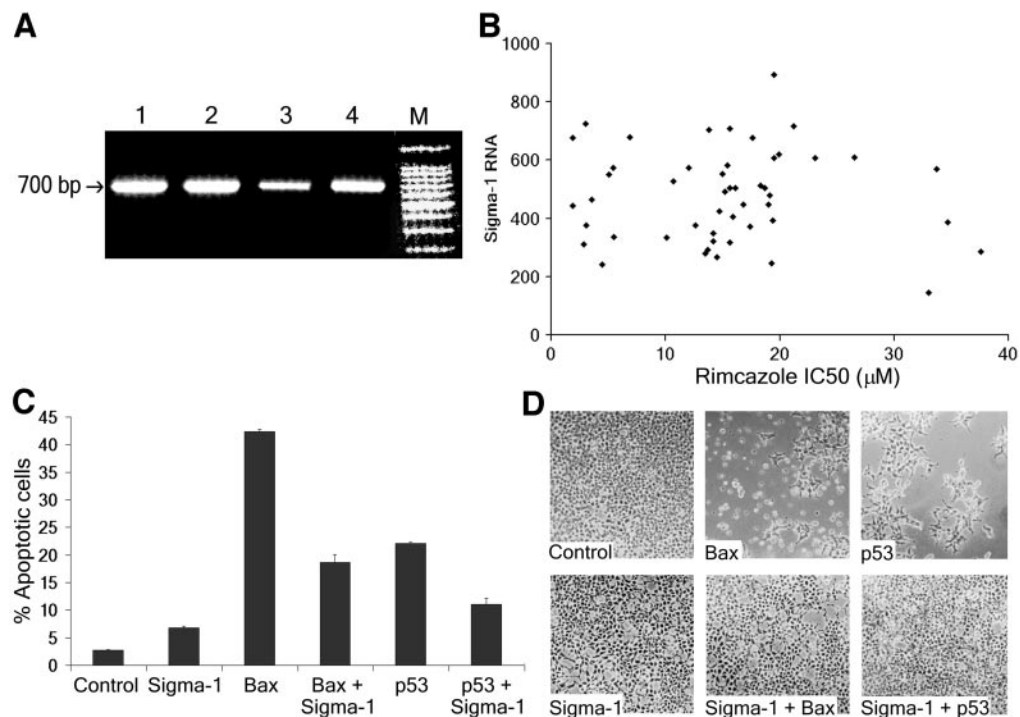 A
1 2 3 4 M
700 bp →
B
Sigma-1 RNA
1000
800
600
400
200
0
0 10 20 30 40
Rimcazole IC50 (μM)
C
% Apoptotic cells
45
40
35
30
25
20
15
10
5
0
Control Sigma-1 Bax Bax + Sigma-1 p53 p53 + Sigma-1
D
Control Bax p53
Sigma-1 Sigma-1 + Bax Sigma-1 + p53